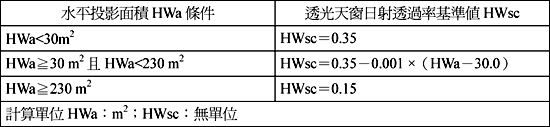 水平投影面積 HWa 條件 透光天窗日射透過率基準值 HWsc
HWa<30m² HWsc＝0.35
HWa≧30 m² 且 HWa<230 m² HWsc＝0.35－0.001 ×（HWa－30.0）
HWa≧230 m² HWsc＝0.15
計算單位 HWa：m²；HWsc：無單位